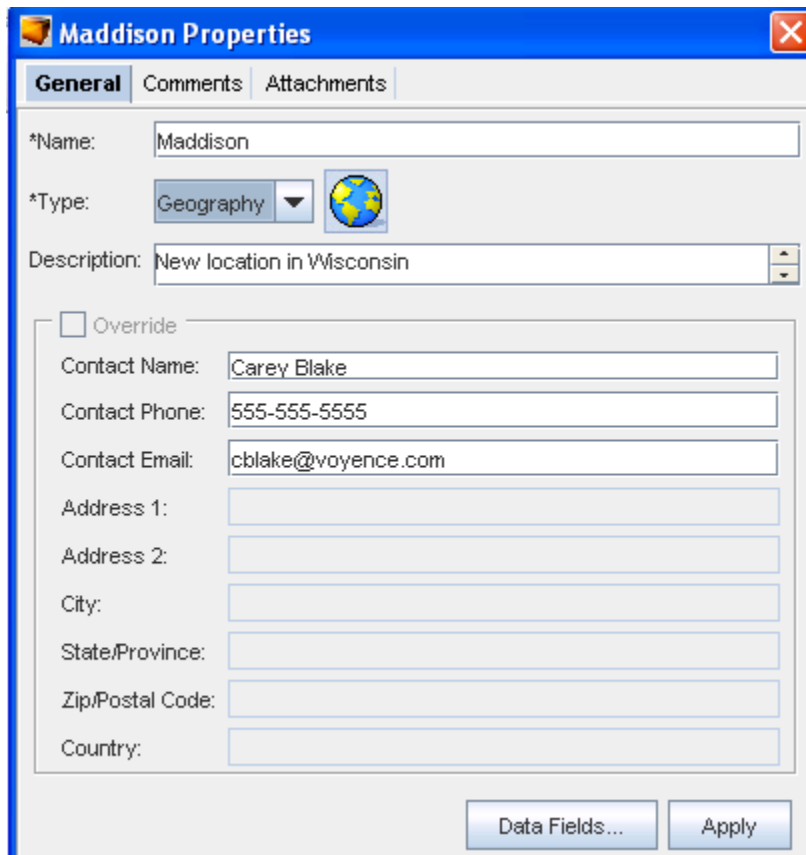 Maddison Properties
General Comments Attachments
*Name: Maddison
*Type: Geography
Description: New location in Wisconsin
Override
Contact Name: Carey Blake
Contact Phone: 555-555-5555
Contact Email: cblake@voyence.com
Address 1:
Address 2:
City:
State/Province:
Zip/Postal Code:
Country:
Data Fields... Apply